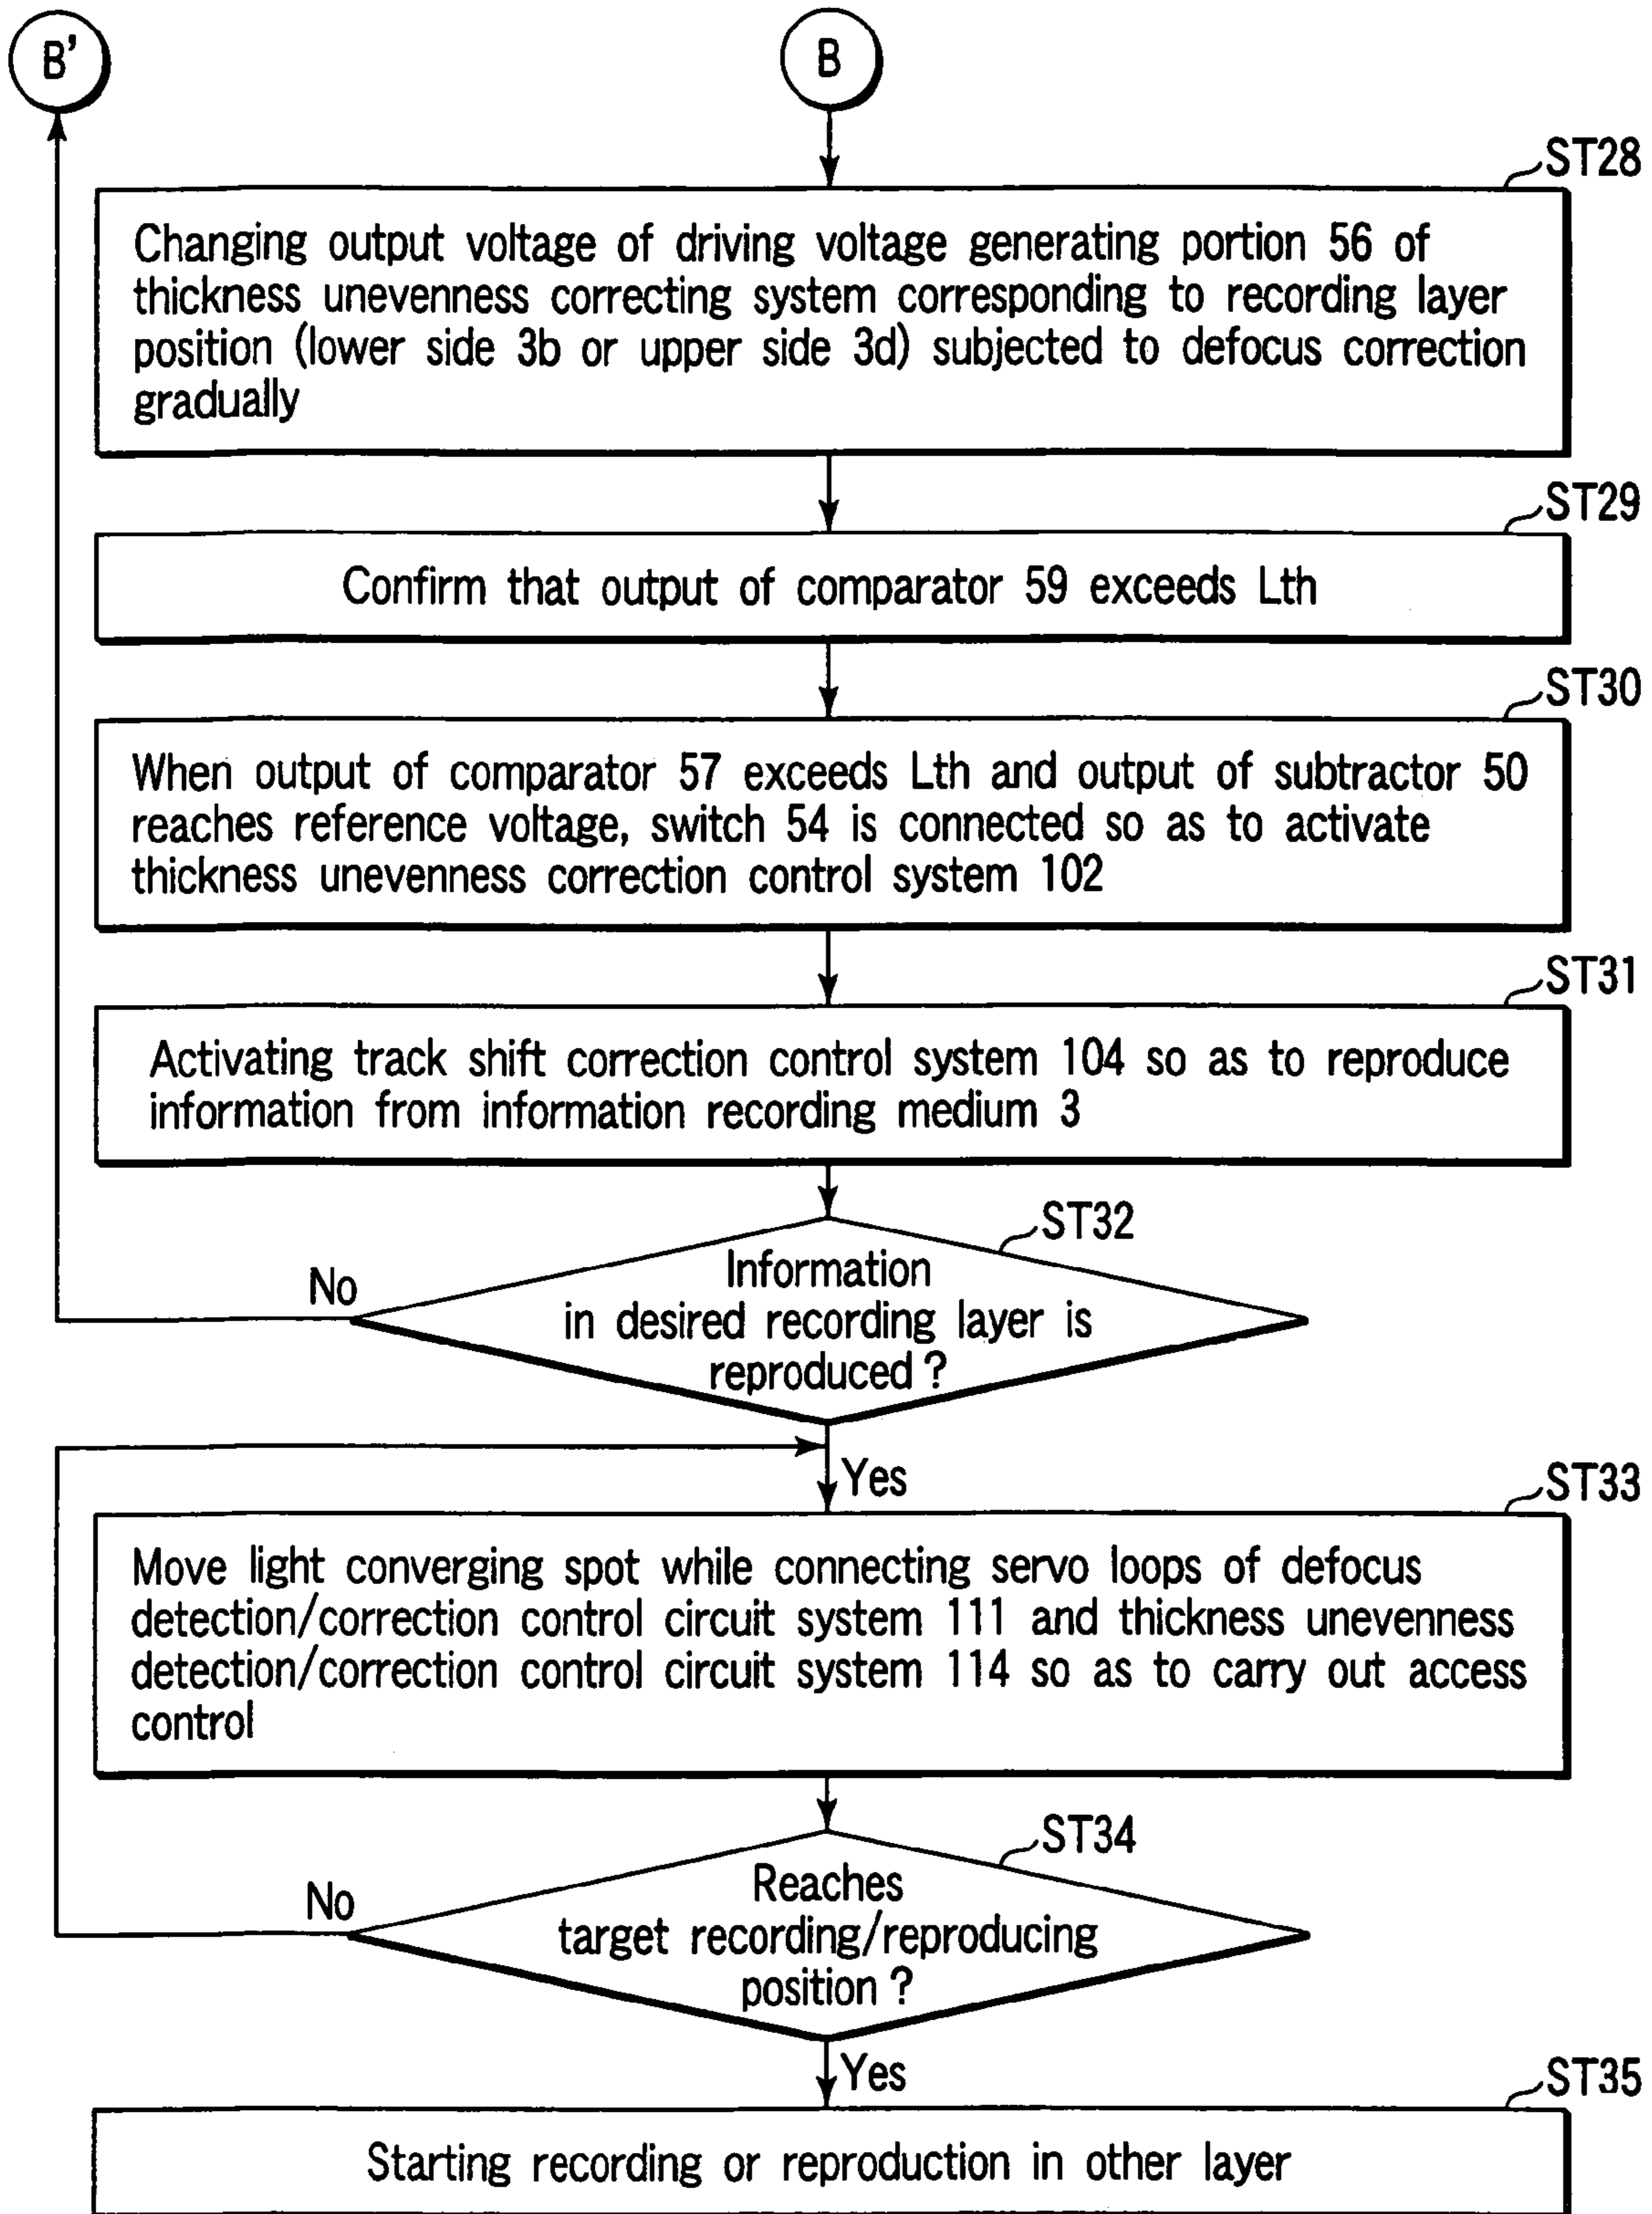 B'
B
ST28
Changing output voltage of driving voltage generating portion 56 of
thickness unevenness correcting system corresponding to recording layer
position (lower side 3b or upper side 3d) subjected to defocus correction
gradually
ST29
Confirm that output of comparator 59 exceeds Lth
ST30
When output of comparator 57 exceeds Lth and output of subtractor 50
reaches reference voltage, switch 54 is connected so as to activate
thickness unevenness correction control system 102
ST31
Activating track shift correction control system 104 so as to reproduce
information from information recording medium 3
ST32
Information
in desired recording layer is
reproduced ?
No
Yes
ST33
Move light converging spot while connecting servo loops of defocus
detection/correction control circuit system 111 and thickness unevenness
detection/correction control circuit system 114 so as to carry out access
control
ST34
Reaches
target recording/reproducing
position ?
No
Yes
ST35
Starting recording or reproduction in other layer